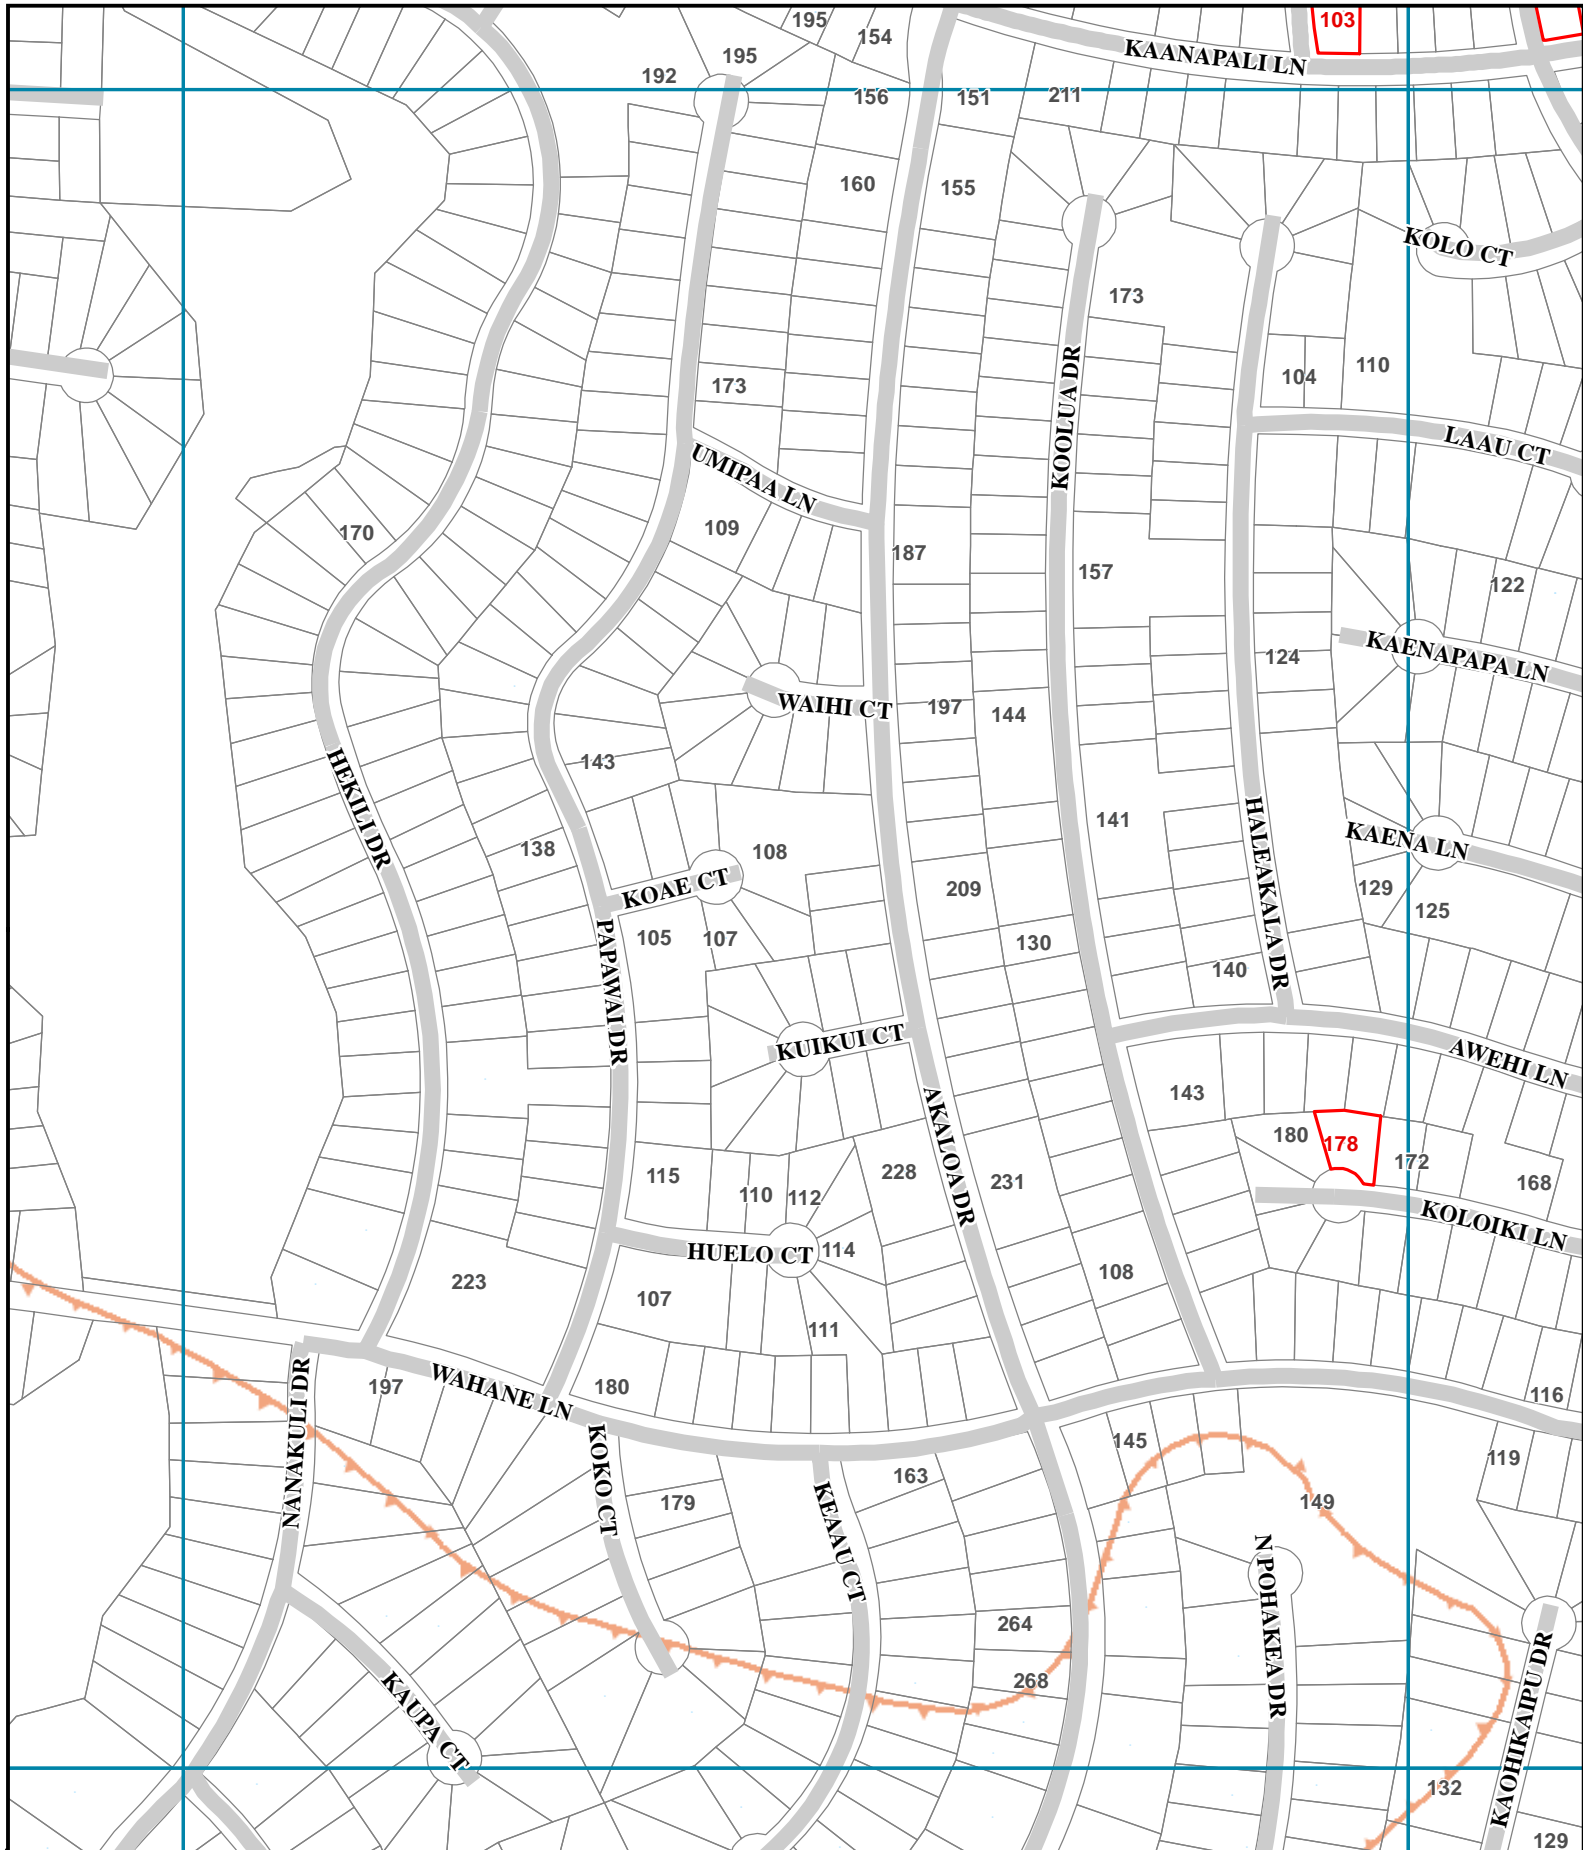 195
154
103
KAANAPALI LN
195
192
156
151
211
160
155
KOLO CT
173
KOOLUA DR
104
110
173
LAAU CT
UMIPAA LN
109
170
187
157
122
124
KAENAPAPA LN
WAIHI CT
197
144
143
HEKILI DR
138
108
141
HALEAKALA DR
KAENA LN
KOAE CT
209
129
125
105
107
130
PAPAWAI DR
140
KUIKUI CT
AWEHI LN
AKALOA DR
143
180
178
172
168
115
110
112
228
231
KOLOIKI LN
HUELO CT
114
108
223
107
111
NANAKULI DR
197
WAHANE LN
180
116
KOKO CT
145
163
119
179
KEAAU CT
149
N POHAKEA DR
264
268
KAUPA CT
KAOHIKAIPU DR
132
129